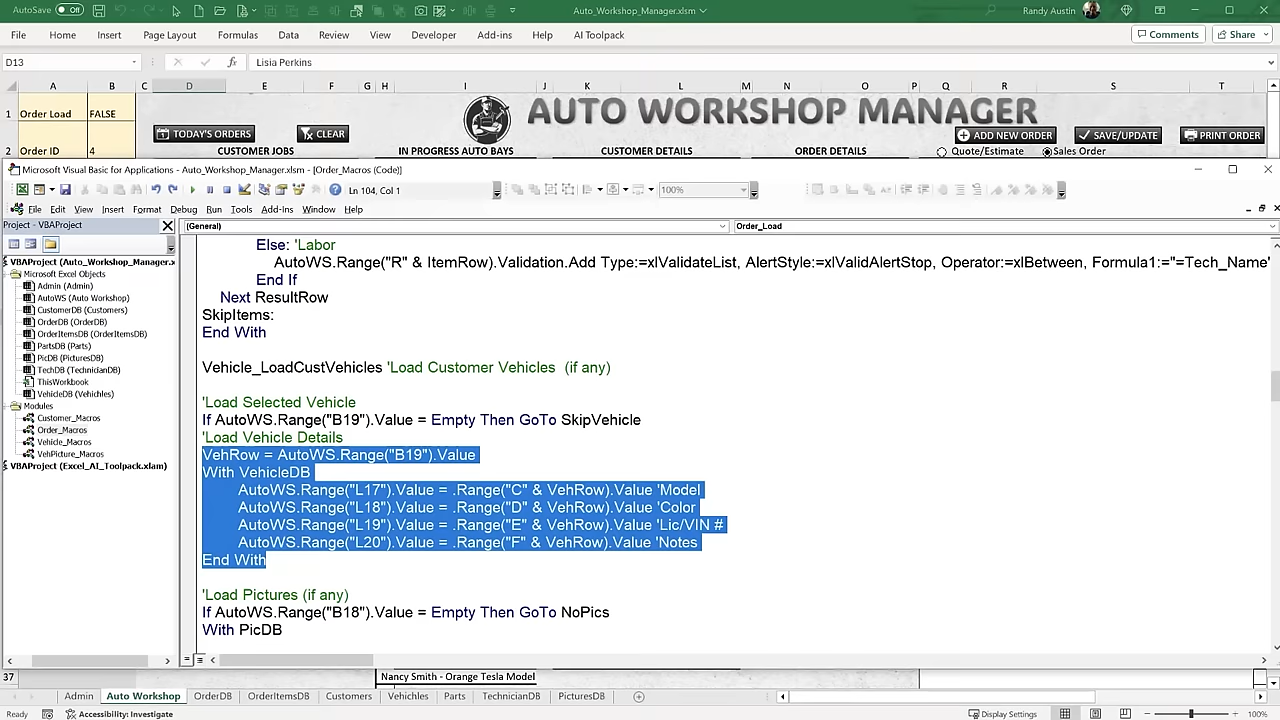 AutoSave Off Auto_Workshop_Manager.xlsm Randy Austin
File Home Insert Draw Page Layout Formulas Data Review View Developer Add-ins Help AI Toolpack Comments Share
D13 fx Lisia Perkins
A B C D E F G H I J K L M N O P Q R S T
1 Order Load FALSE AUTO WORKSHOP MANAGER
TODAY'S ORDERS CLEAR ADD NEW ORDER SAVE/UPDATE PRINT ORDER
2 Order ID 4 CUSTOMER JOBS IN PROGRESS AUTO BAYS CUSTOMER DETAILS ORDER DETAILS Quote/Estimate Sales Order
Microsoft Visual Basic for Applications - Auto_Workshop_Manager.xlsm - [Order_Macros (Code)]
Ln 104, Col 1 100%
File Edit View Insert Format Debug Run Tools Add-Ins Window Help
Project - VBAProject
(General) Order_Load
VBAProject (Auto_Workshop_Manager.x
Microsoft Excel Objects
Admin (Admin)
AutoWS (Auto Workshop)
CustomerDB (Customers)
OrderDB (OrderDB)
OrderItemsDB (OrderItemsDB)
PartsDB (Parts)
PicDB (PicturesDB)
TechDB (TechnicianDB)
ThisWorkbook
VehicleDB (Vehichles)
Modules
Customer_Macros
Order_Macros
Vehicle_Macros
VehPicture_Macros
VBAProject (Excel_AI_Toolpack.xlam)
Else: 'Labor
AutoWS.Range("R" & ItemRow).Validation.Add Type:=xlValidateList, AlertStyle:=xlValidAlertStop, Operator:=xlBetween, Formula1:="=Tech_Name"
End If
Next ResultRow
SkipItems:
End With
Vehicle_LoadCustVehicles 'Load Customer Vehicles (if any)
'Load Selected Vehicle
If AutoWS.Range("B19").Value = Empty Then GoTo SkipVehicle
'Load Vehicle Details
VehRow = AutoWS.Range("B19").Value
With VehicleDB
AutoWS.Range("L17").Value = .Range("C" & VehRow).Value 'Model
AutoWS.Range("L18").Value = .Range("D" & VehRow).Value 'Color
AutoWS.Range("L19").Value = .Range("E" & VehRow).Value 'Lic/VIN #
AutoWS.Range("L20").Value = .Range("F" & VehRow).Value 'Notes
End With
'Load Pictures (if any)
If AutoWS.Range("B18").Value = Empty Then GoTo NoPics
With PicDB
37 Nancy Smith - Orange Tesla Model
Admin Auto Workshop OrderDB OrderItemsDB Customers Vehichles Parts TechnicianDB PicturesDB
Ready Accessibility: Investigate Display Settings 100%